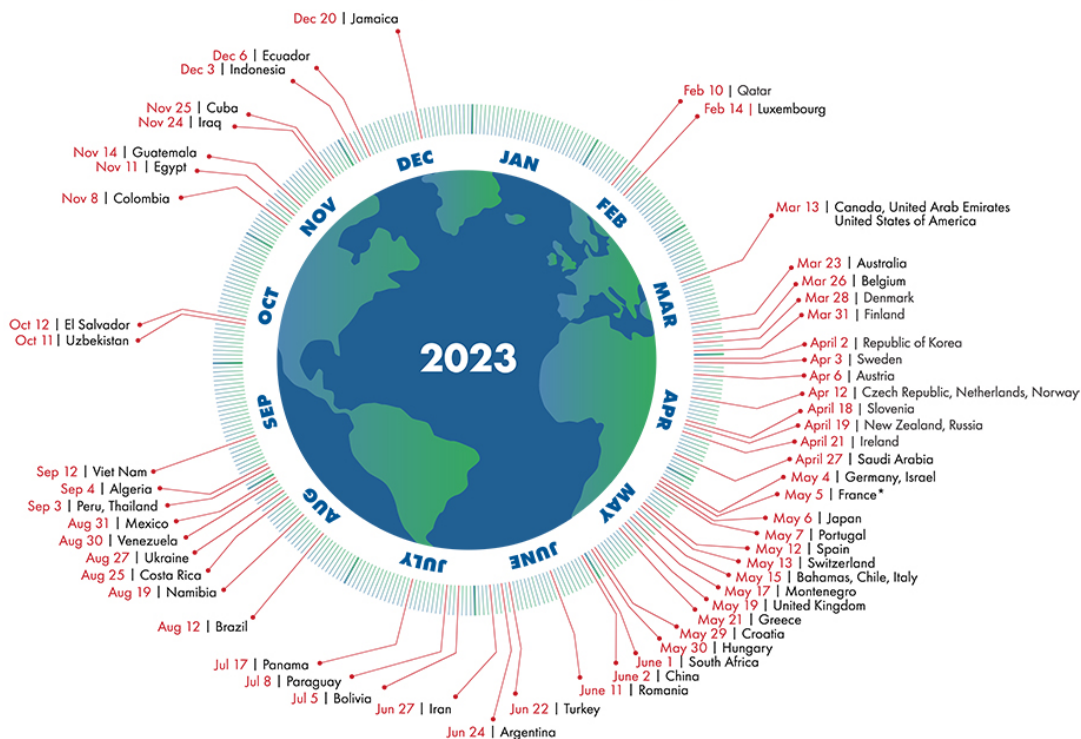 Dec 20 | Jamaica
Dec 6 | Ecuador
Dec 3 | Indonesia
Nov 25 | Cuba
Nov 24 | Iraq
Nov 14 | Guatemala
Nov 11 | Egypt
Nov 8 | Colombia
Oct 12 | El Salvador
Oct 11 | Uzbekistan
Sep 12 | Viet Nam
Sep 4 | Algeria
Sep 3 | Peru, Thailand
Aug 31 | Mexico
Aug 30 | Venezuela
Aug 27 | Ukraine
Aug 25 | Costa Rica
Aug 19 | Namibia
Aug 12 | Brazil
Jul 17 | Panama
Jul 8 | Paraguay
Jul 5 | Bolivia
Jun 27 | Iran
Jun 24 | Argentina
Jun 22 | Turkey
Feb 10 | Qatar
Feb 14 | Luxembourg
Mar 13 | Canada, United Arab Emirates
United States of America
Mar 23 | Australia
Mar 26 | Belgium
Mar 28 | Denmark
Mar 31 | Finland
April 2 | Republic of Korea
Apr 3 | Sweden
Apr 6 | Austria
Apr 12 | Czech Republic, Netherlands, Norway
April 18 | Slovenia
April 19 | New Zealand, Russia
April 21 | Ireland
April 27 | Saudi Arabia
May 4 | Germany, Israel
May 5 | France*
May 6 | Japan
May 7 | Portugal
May 12 | Spain
May 13 | Switzerland
May 15 | Bahamas, Chile, Italy
May 17 | Montenegro
May 19 | United Kingdom
May 21 | Greece
May 29 | Croatia
May 30 | Hungary
June 1 | South Africa
June 2 | China
June 11 | Romania
JAN
FEB
MAR
APR
MAY
JUNE
JULY
AUG
SEP
OCT
NOV
DEC
2023